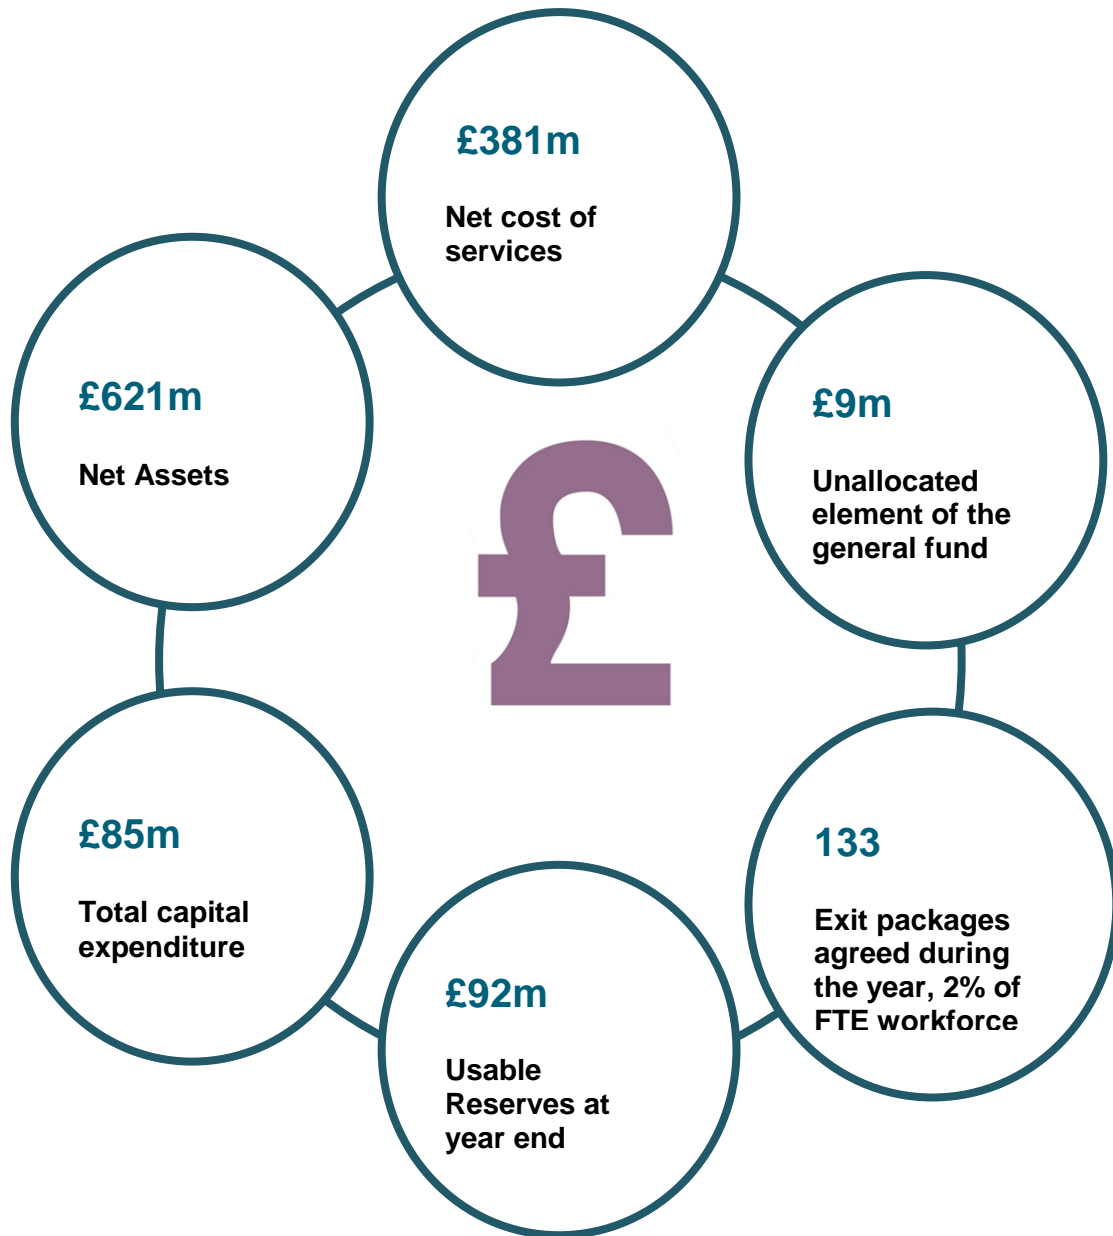 £381m
Net cost of
services
£9m
Unallocated
element of the
general fund
133
Exit packages
agreed during
the year, 2% of
FTE workforce
£92m
Usable
Reserves at
year end
£85m
Total capital
expenditure
£621m
Net Assets
£